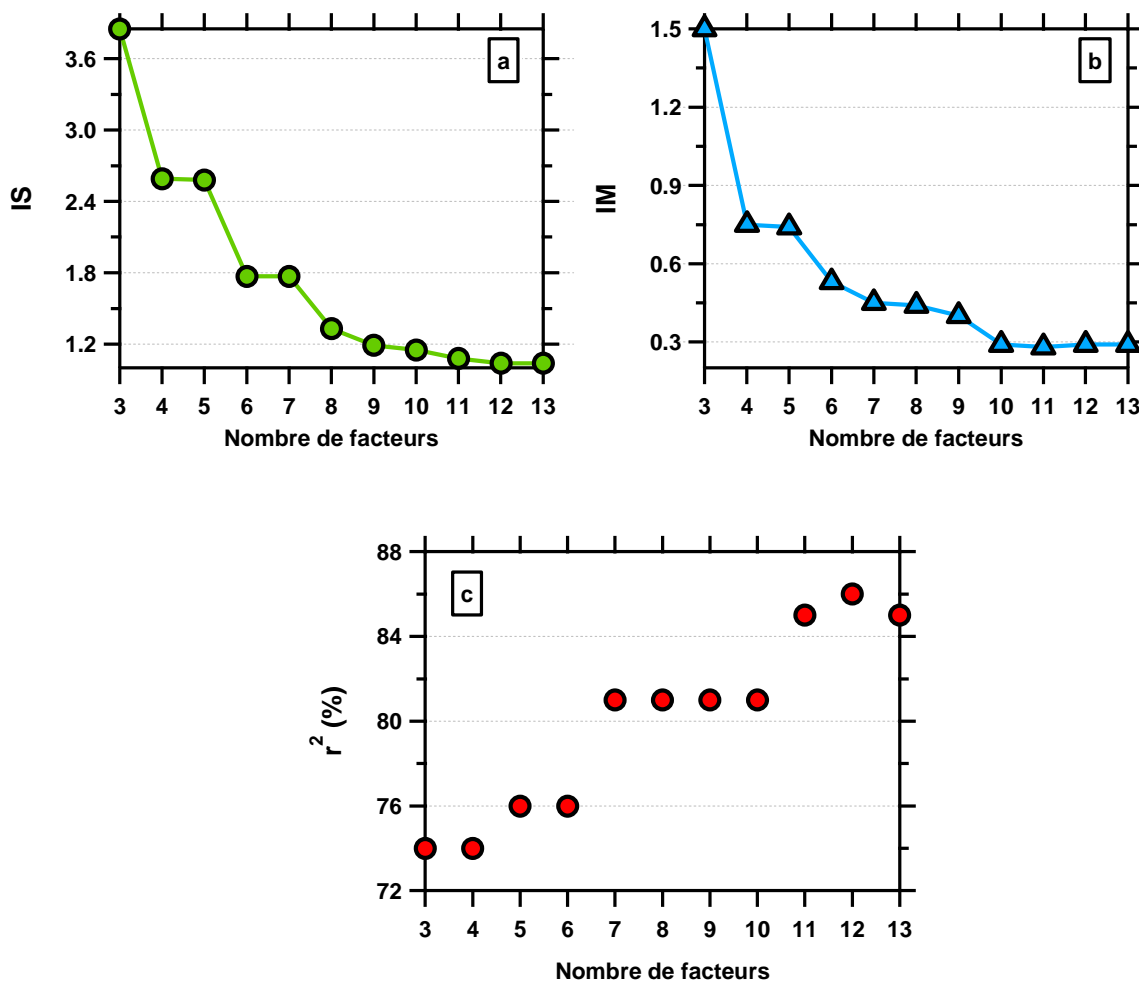 a
3.6
3.0
2.4
1.8
1.2
IS
3 4 5 6 7 8 9 10 11 12 13
Nombre de facteurs
b
1.5
1.2
0.9
0.6
0.3
IM
3 4 5 6 7 8 9 10 11 12 13
Nombre de facteurs
c
88
84
80
76
72
r² (%)
3 4 5 6 7 8 9 10 11 12 13
Nombre de facteurs